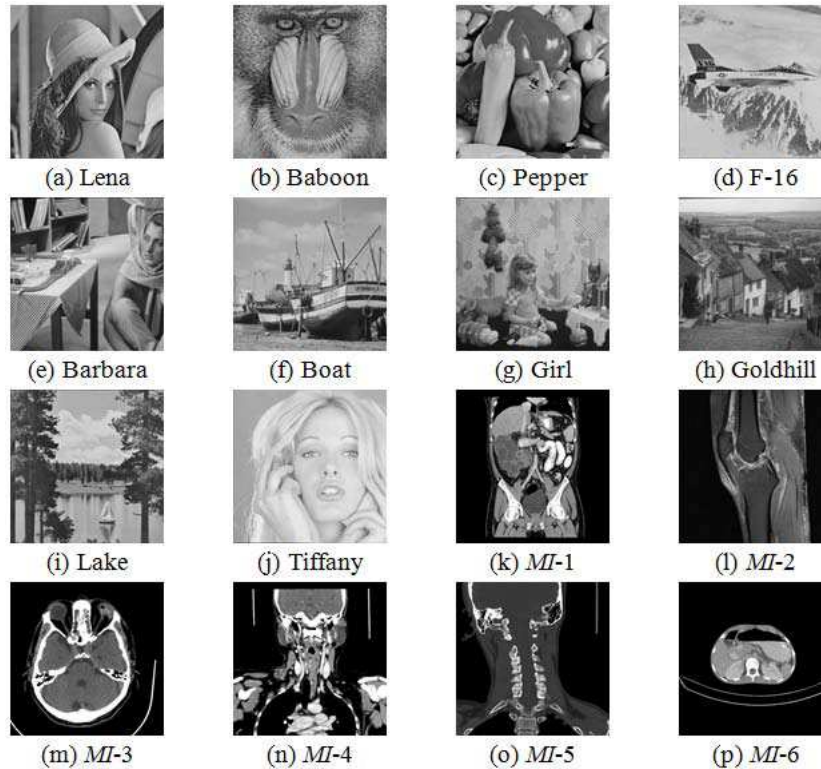 (a) Lena
(b) Baboon
(c) Pepper
(d) F-16
(e) Barbara
(f) Boat
(g) Girl
(h) Goldhill
(i) Lake
(j) Tiffany
(k) MI-1
(l) MI-2
(m) MI-3
(n) MI-4
(o) MI-5
(p) MI-6